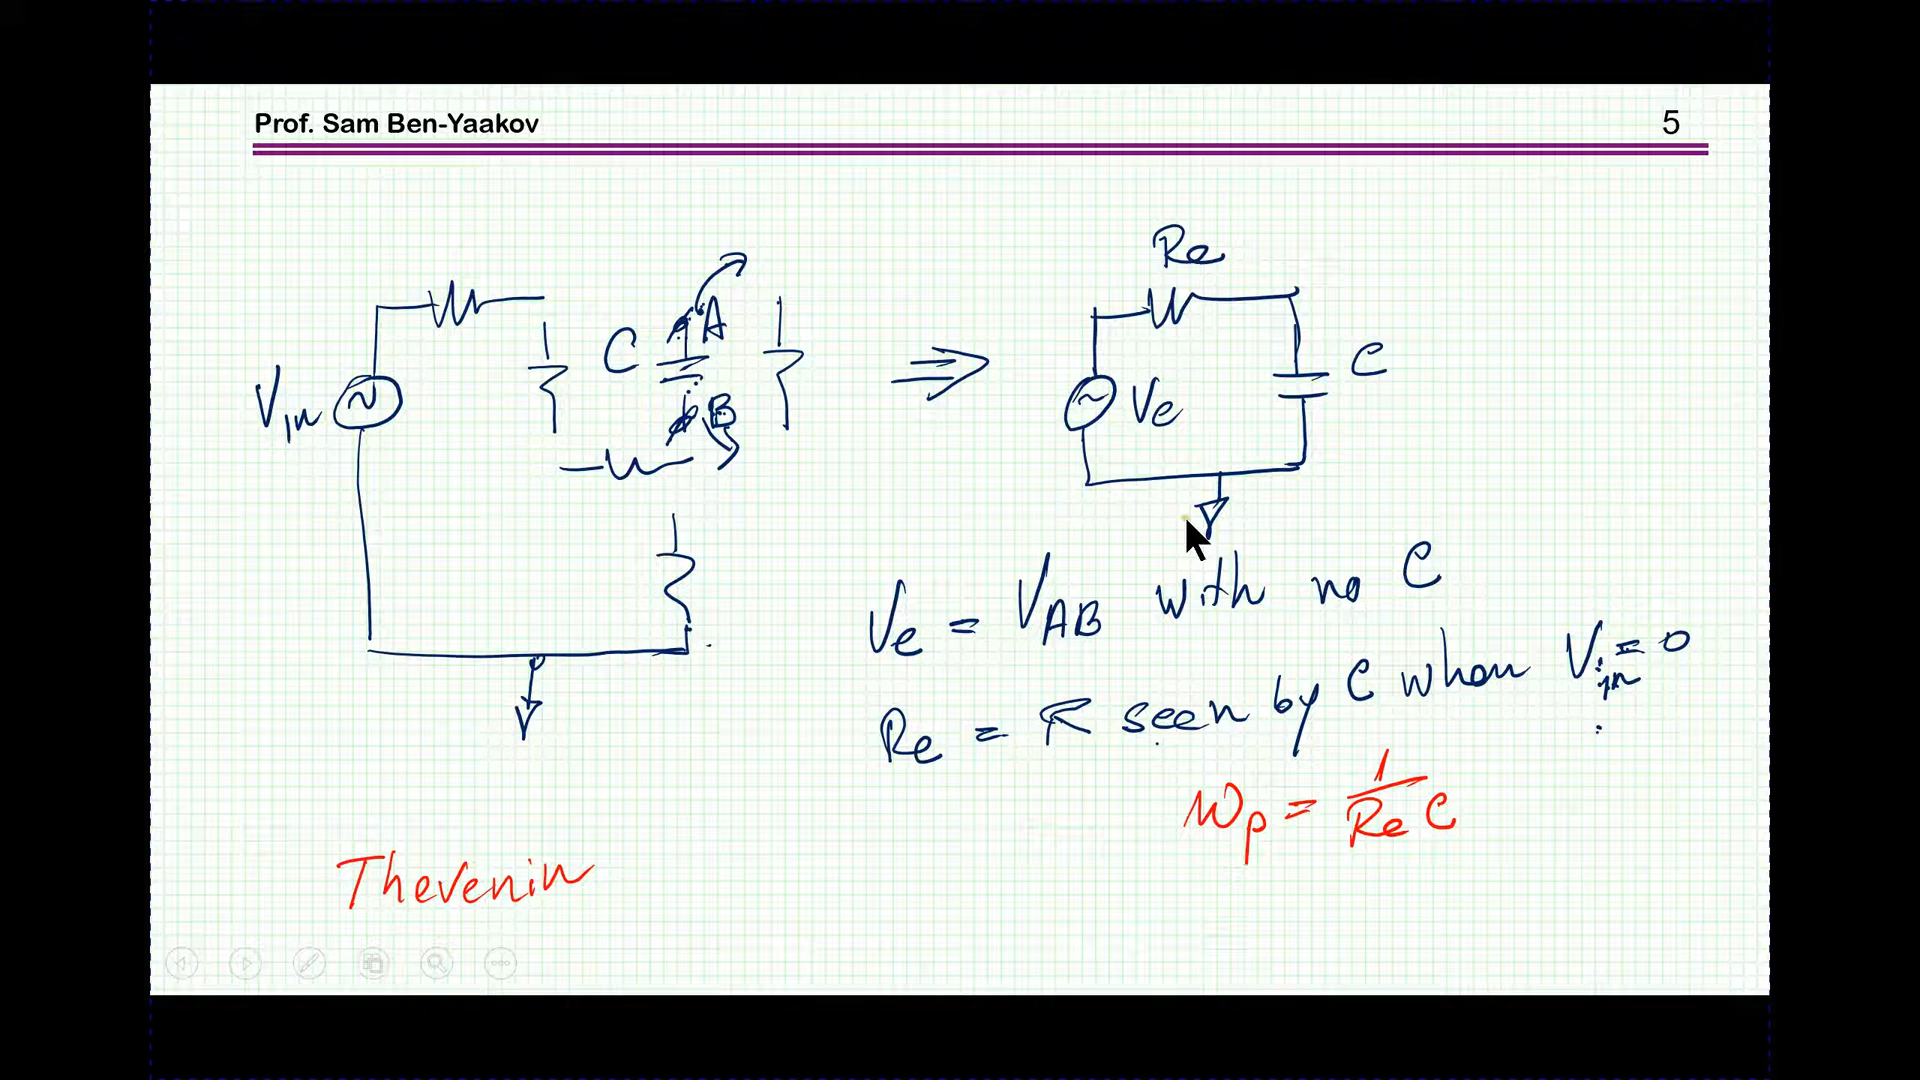 Prof. Sam Ben-Yaakov
5
Re
A
C
C
Vin
B
Ve
Ve = VAB with no C
Re = R seen by C when Vin = 0
ωp = 1/Re C
Thevenin